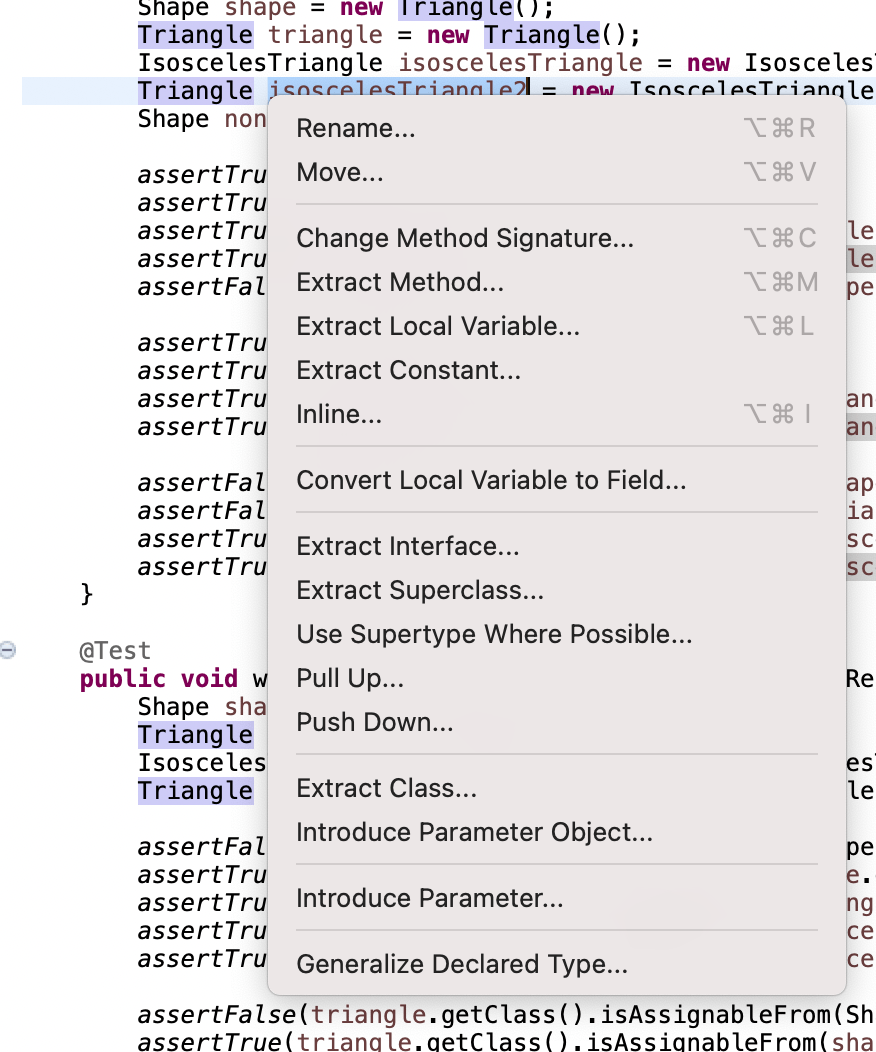 Shape shape = new Triangle();
Triangle triangle = new Triangle();
IsoscelesTriangle isoscelesTriangle = new Isosceles
Triangle isoscelesTriangle2 = new IsoscelesTriangle
Shape non
Rename... ⌥⌘R
Move... ⌥⌘V
assertTru
assertTru
assertTru le
Change Method Signature... ⌥⌘C
assertTru le
Extract Method... ⌥⌘M
assertFal pe
Extract Local Variable... ⌥⌘L
assertTru
assertTru
Extract Constant...
assertTru an
Inline... ⌥⌘I
assertTru an
Convert Local Variable to Field...
assertFal ap
assertFal ia
assertTru sc
Extract Interface...
assertTru sc
Extract Superclass...
}
Use Supertype Where Possible...
@Test
public void w Re
Pull Up...
Shape sha
Push Down...
Triangle
Isosceles es
Triangle le
Extract Class...
Introduce Parameter Object...
assertFal pe
assertTru e.
assertTru ng
Introduce Parameter...
assertTru ce
assertTru ce
Generalize Declared Type...
assertFalse(triangle.getClass().isAssignableFrom(Sh
assertTrue(triangle.getClass().isAssignableFrom(sha